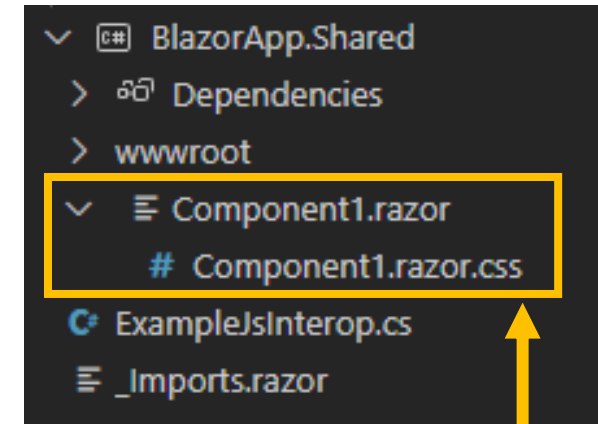 C# BlazorApp.Shared
Dependencies
wwwroot
Component1.razor
# Component1.razor.css
C# ExampleJsInterop.cs
_Imports.razor